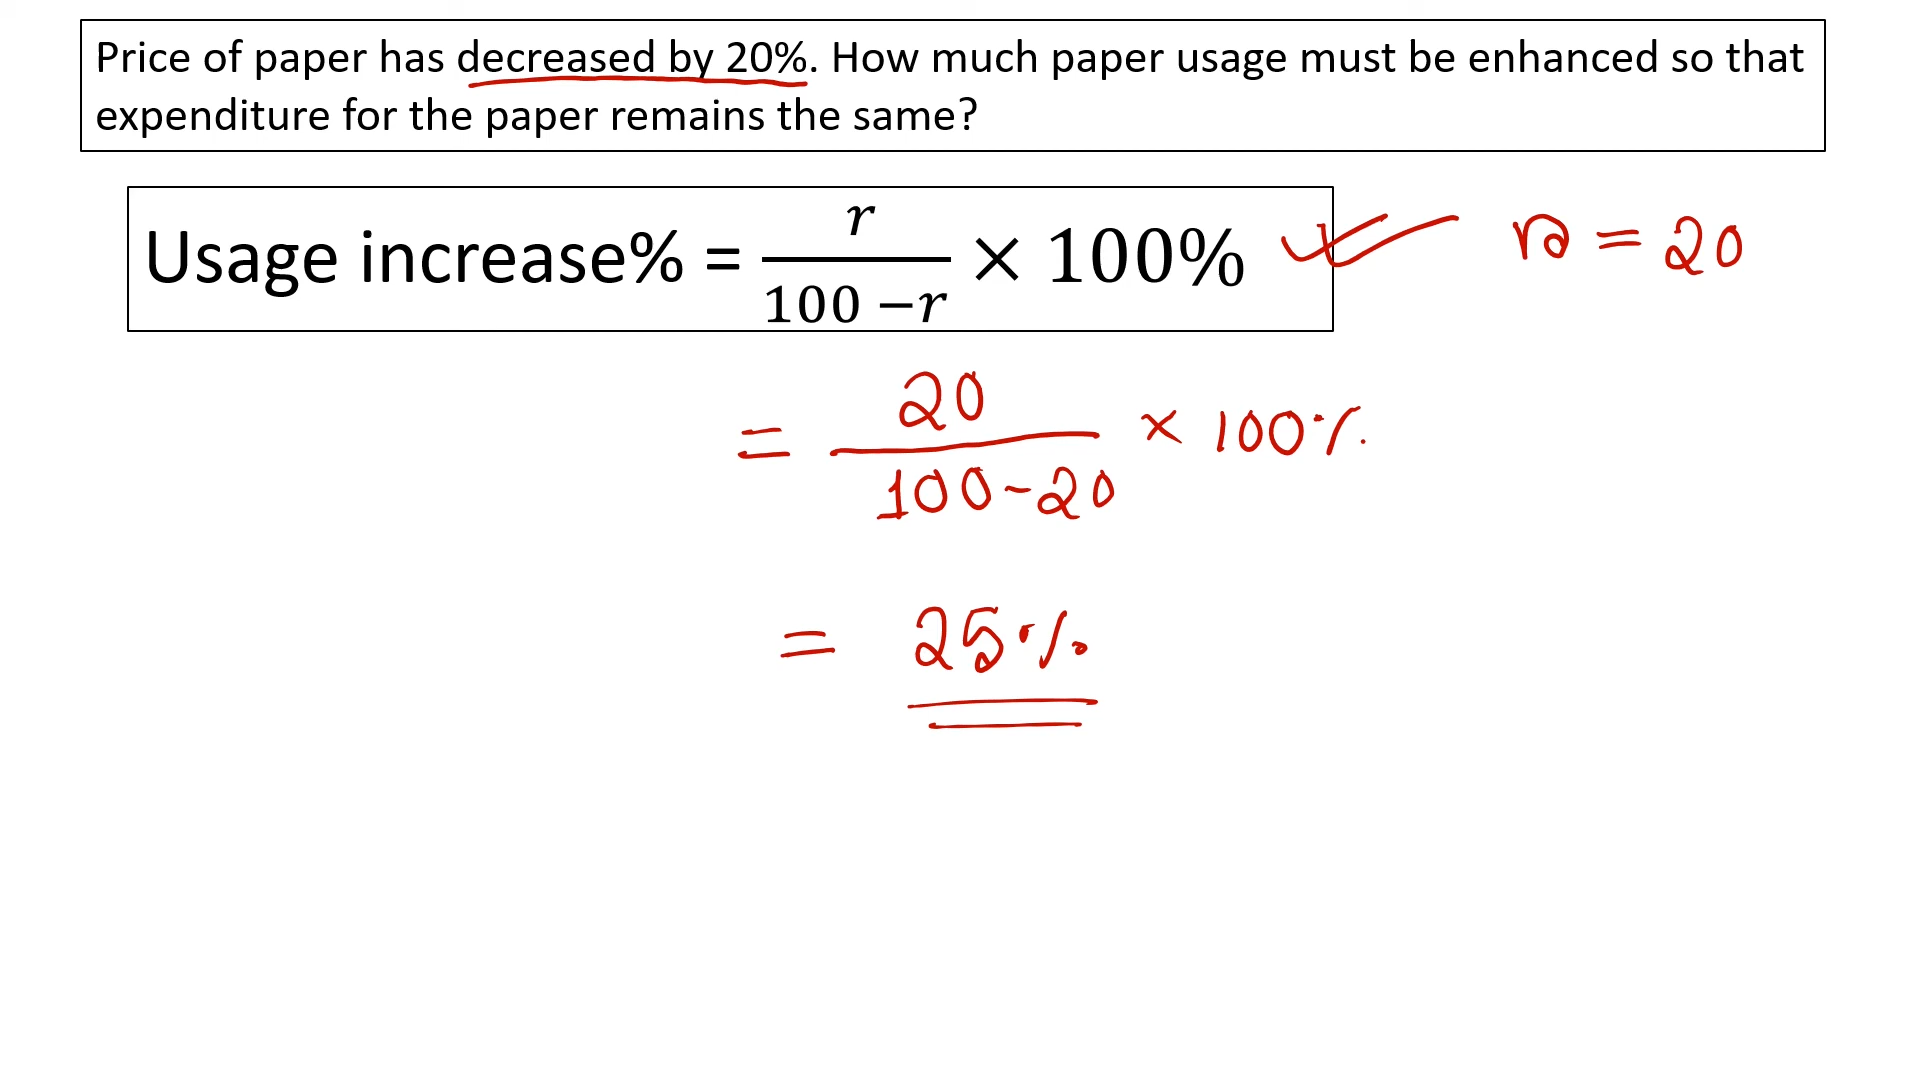 Price of paper has decreased by 20%. How much paper usage must be enhanced so that
expenditure for the paper remains the same?
Usage increase% = r / (100 − r) × 100%
r = 20
= 20 / (100 - 20) × 100%
= 25%